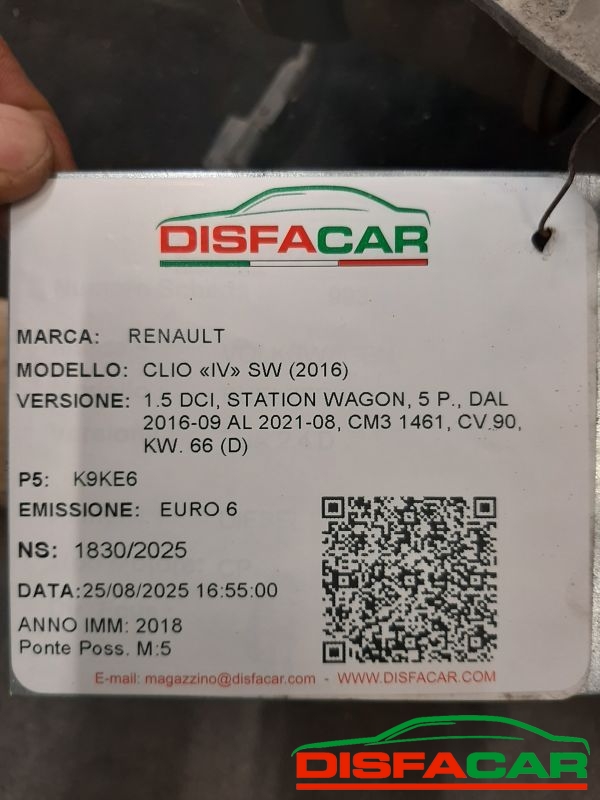 DISFACAR
MARCA: RENAULT
MODELLO: CLIO «IV» SW (2016)
VERSIONE: 1.5 DCI, STATION WAGON, 5 P., DAL
2016-09 AL 2021-08, CM3 1461, CV 90,
KW. 66 (D)
P5: K9KE6
EMISSIONE: EURO 6
NS: 1830/2025
DATA:25/08/2025 16:55:00
ANNO IMM: 2018
Ponte Poss. M:5
E-mail: magazzino@disfacar.com - WWW.DISFACAR.COM
DISFACAR